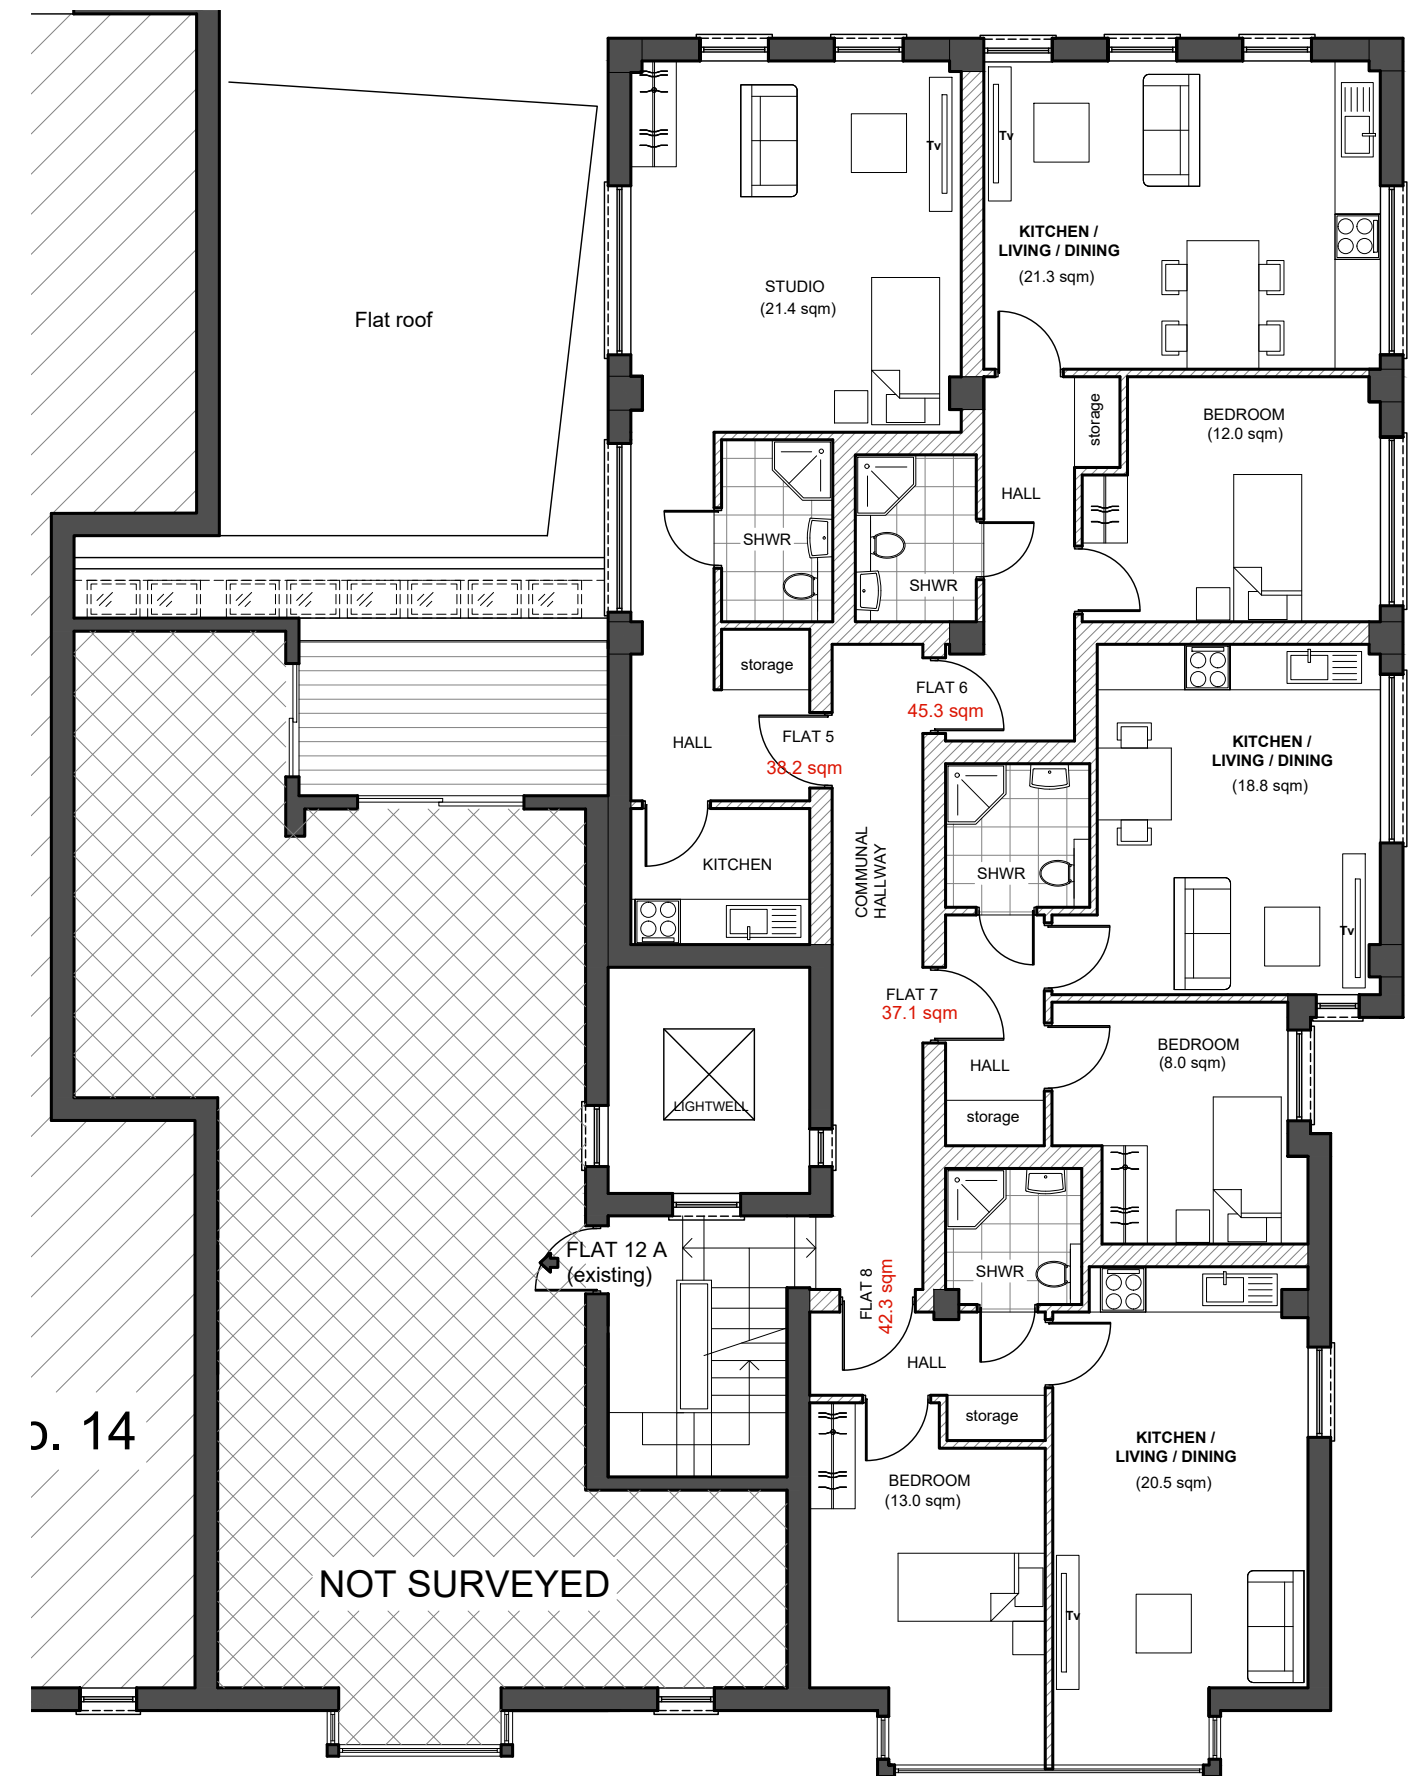 Tv
Tv
KITCHEN /
LIVING / DINING
(21.3 sqm)
STUDIO
(21.4 sqm)
Flat roof
storage
BEDROOM
(12.0 sqm)
HALL
SHWR
SHWR
storage
FLAT 6
45.3 sqm
FLAT 5
38.2 sqm
HALL
KITCHEN /
LIVING / DINING
(18.8 sqm)
COMMUNAL
HALLWAY
KITCHEN
SHWR
Tv
FLAT 7
37.1 sqm
HALL
BEDROOM
(8.0 sqm)
LIGHTWELL
storage
FLAT 12 A
(existing)
FLAT 8
42.3 sqm
SHWR
HALL
storage
o. 14
KITCHEN /
LIVING / DINING
(20.5 sqm)
BEDROOM
(13.0 sqm)
NOT SURVEYED
Tv